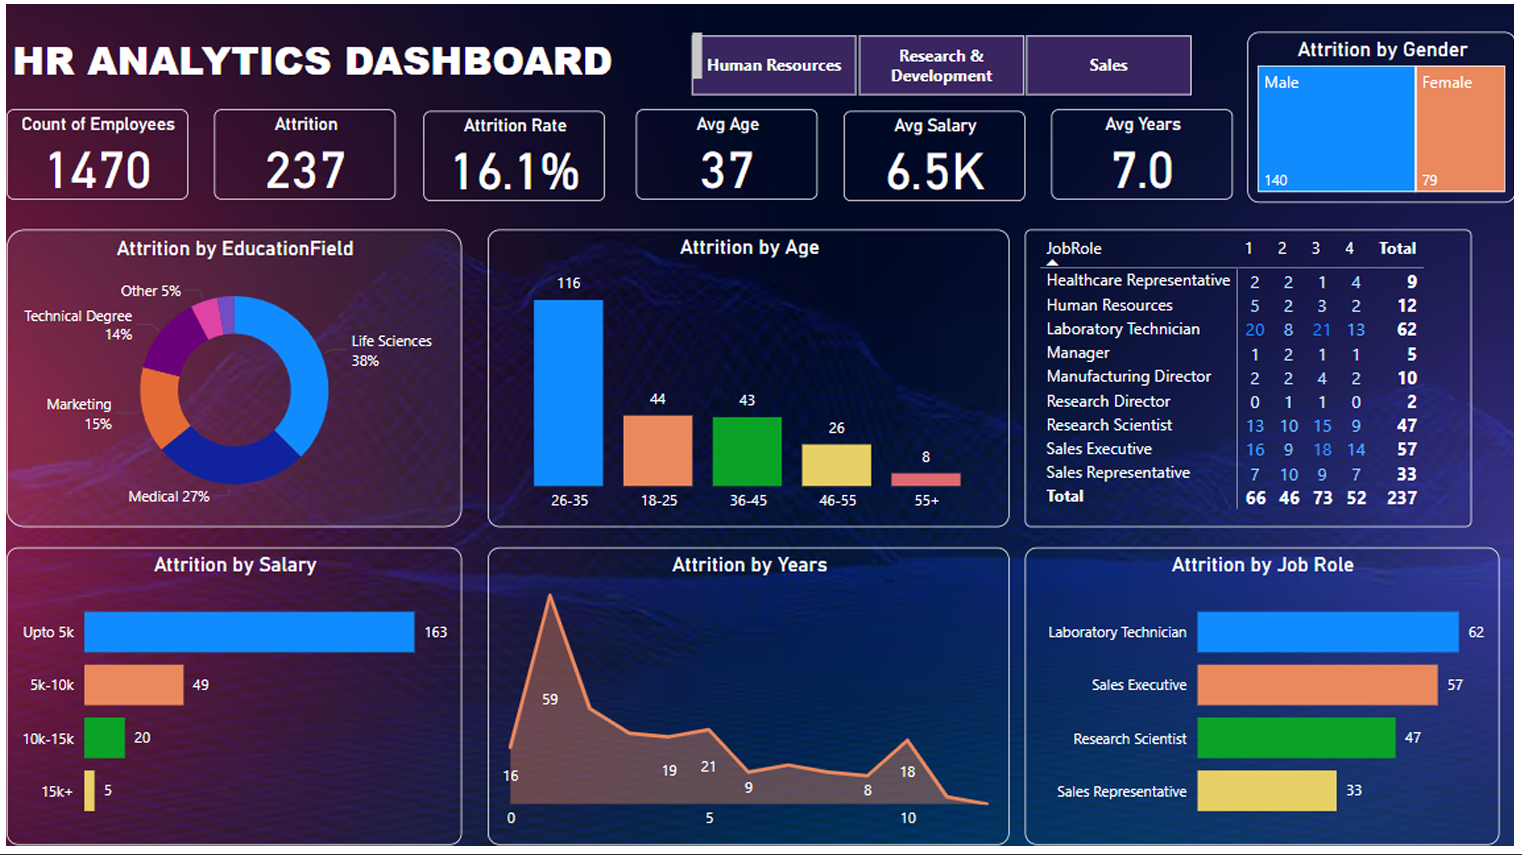 HR ANALYTICS DASHBOARD
Human Resources
Research &
Development
Sales
Attrition by Gender
Male
Female
140
79
Count of Employees
1470
Attrition
237
Attrition Rate
16.1%
Avg Age
37
Avg Salary
6.5K
Avg Years
7.0
Attrition by EducationField
Other 5%
Technical Degree
14%
Life Sciences
38%
Marketing
15%
Medical 27%
Attrition by Age
116
44
43
26
8
26-35
18-25
36-45
46-55
55+
JobRole 1 2 3 4 Total
Healthcare Representative 2 2 1 4 9
Human Resources 5 2 3 2 12
Laboratory Technician 20 8 21 13 62
Manager 1 2 1 1 5
Manufacturing Director 2 2 4 2 10
Research Director 0 1 1 0 2
Research Scientist 13 10 15 9 47
Sales Executive 16 9 18 14 57
Sales Representative 7 10 9 7 33
Total 66 46 73 52 237
Attrition by Salary
Upto 5k 163
5k-10k 49
10k-15k 20
15k+ 5
Attrition by Years
59
16
19
21
9
8
18
0
5
10
Attrition by Job Role
Laboratory Technician 62
Sales Executive 57
Research Scientist 47
Sales Representative 33